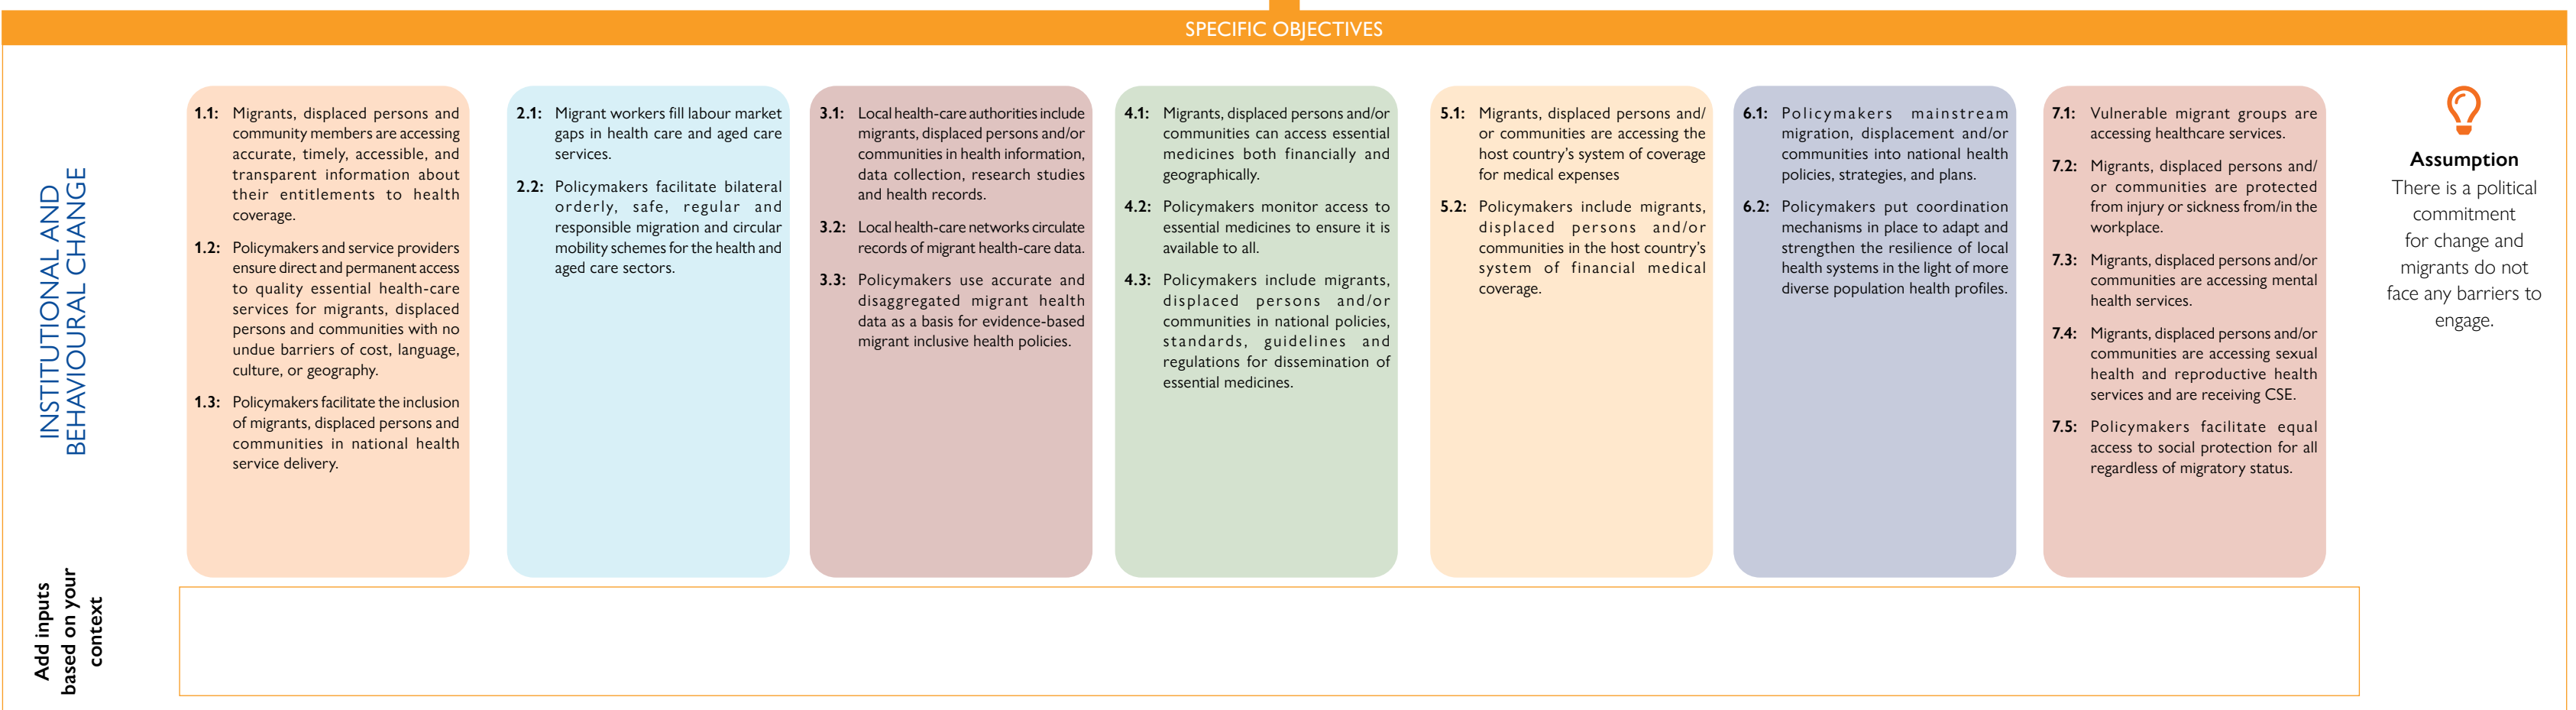 SPECIFIC OBJECTIVES
INSTITUTIONAL AND
BEHAVIOURAL CHANGE
1.1: Migrants, displaced persons and
community members are accessing
accurate, timely, accessible, and
transparent information about
their entitlements to health
coverage.
1.2: Policymakers and service providers
ensure direct and permanent access
to quality essential health-care
services for migrants, displaced
persons and communities with no
undue barriers of cost, language,
culture, or geography.
1.3: Policymakers facilitate the inclusion
of migrants, displaced persons and
communities in national health
service delivery.
2.1: Migrant workers fill labour market
gaps in health care and aged care
services.
2.2: Policymakers facilitate bilateral
orderly, safe, regular and
responsible migration and circular
mobility schemes for the health and
aged care sectors.
3.1: Local health-care authorities include
migrants, displaced persons and/or
communities in health information,
data collection, research studies
and health records.
3.2: Local health-care networks circulate
records of migrant health-care data.
3.3: Policymakers use accurate and
disaggregated migrant health
data as a basis for evidence-based
migrant inclusive health policies.
4.1: Migrants, displaced persons and/or
communities can access essential
medicines both financially and
geographically.
4.2: Policymakers monitor access to
essential medicines to ensure it is
available to all.
4.3: Policymakers include migrants,
displaced persons and/or
communities in national policies,
standards, guidelines and
regulations for dissemination of
essential medicines.
5.1: Migrants, displaced persons and/
or communities are accessing the
host country's system of coverage
for medical expenses
5.2: Policymakers include migrants,
displaced persons and/or
communities in the host country's
system of financial medical
coverage.
6.1: Policymakers mainstream
migration, displacement and/or
communities into national health
policies, strategies, and plans.
6.2: Policymakers put coordination
mechanisms in place to adapt and
strengthen the resilience of local
health systems in the light of more
diverse population health profiles.
7.1: Vulnerable migrant groups are
accessing healthcare services.
7.2: Migrants, displaced persons and/
or communities are protected
from injury or sickness from/in the
workplace.
7.3: Migrants, displaced persons and/or
communities are accessing mental
health services.
7.4: Migrants, displaced persons and/or
communities are accessing sexual
health and reproductive health
services and are receiving CSE.
7.5: Policymakers facilitate equal
access to social protection for all
regardless of migratory status.
Assumption
There is a political
commitment
for change and
migrants do not
face any barriers to
engage.
Add inputs
based on your
context